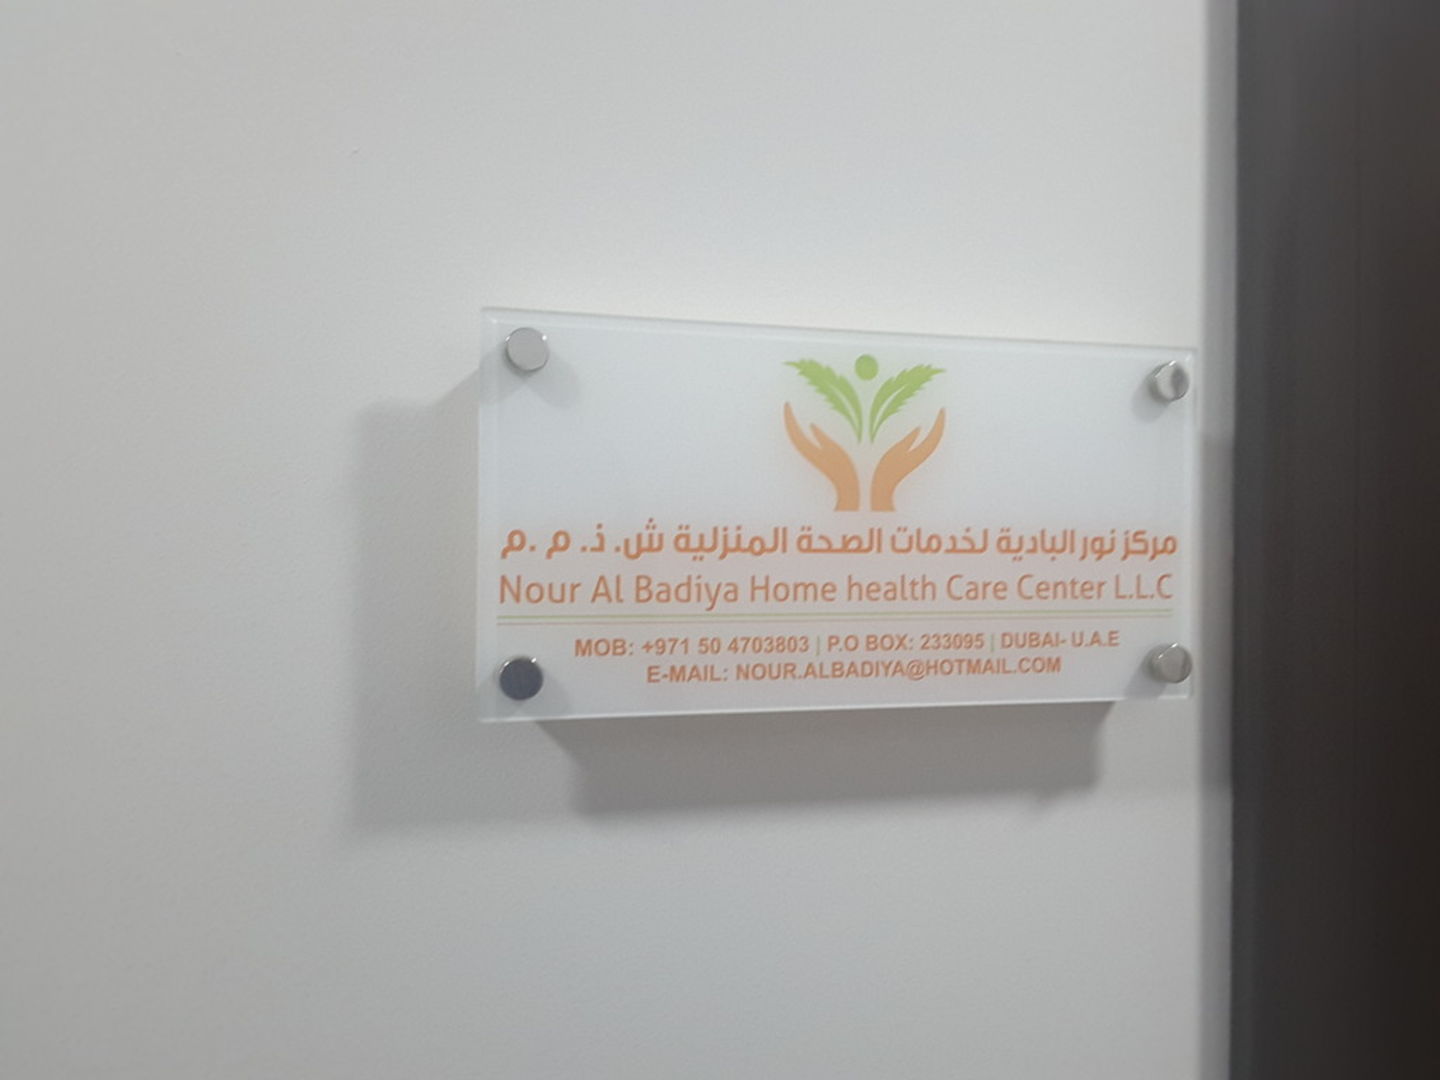 مركز نور البادية لخدمات الصحة المنزلية ش. ذ. م .م
Nour Al Badiya Home health Care Center L.L.C
MOB: +971 50 4703803 | P.O BOX: 233095 | DUBAI- U.A.E
E-MAIL: NOUR.ALBADIYA@HOTMAIL.COM